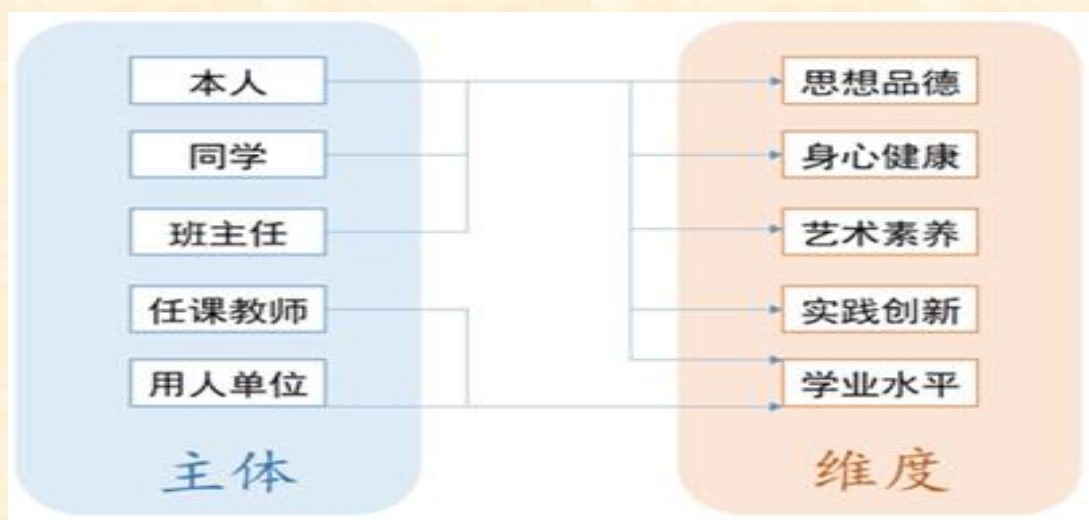 本人
思想品德
同学
身心健康
班主任
艺术素养
任课教师
实践创新
用人单位
学业水平
主体
维度